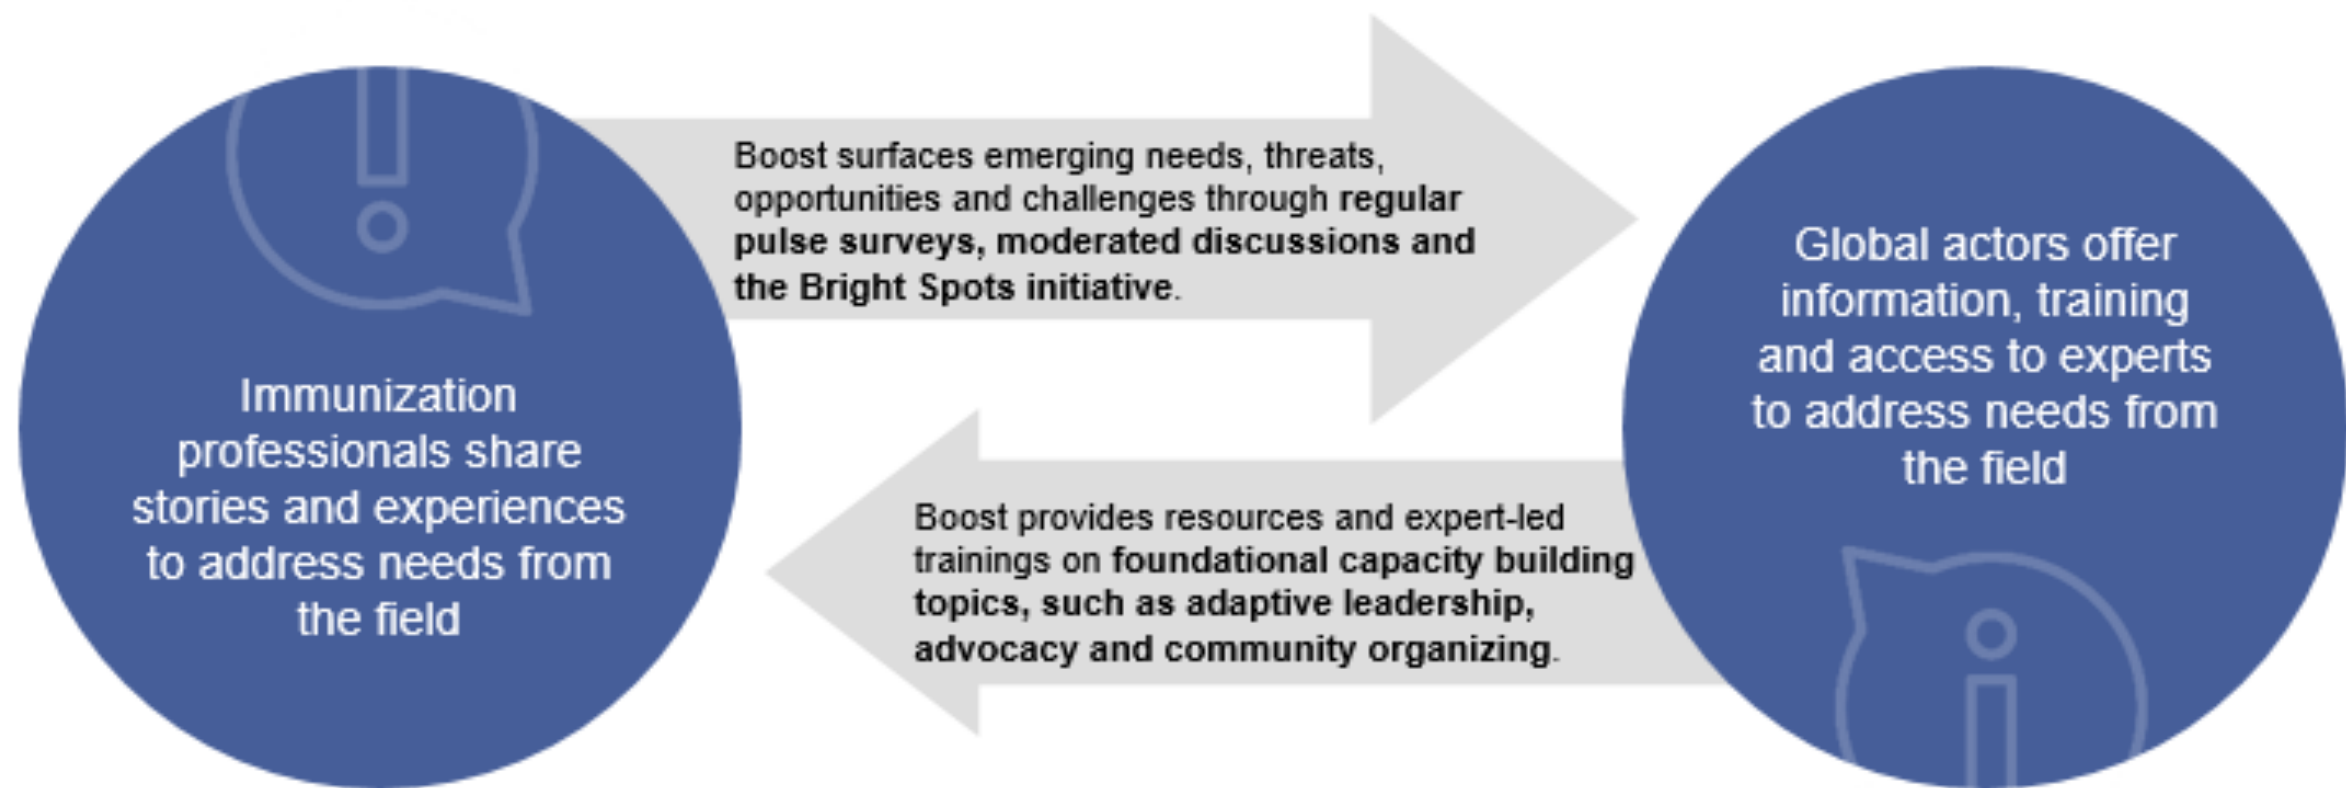 Immunization
professionals share
stories and experiences
to address needs from
the field
Boost surfaces emerging needs, threats,
opportunities and challenges through regular
pulse surveys, moderated discussions and
the Bright Spots initiative.
Global actors offer
information, training
and access to experts
to address needs from
the field
Boost provides resources and expert-led
trainings on foundational capacity building
topics, such as adaptive leadership,
advocacy and community organizing.